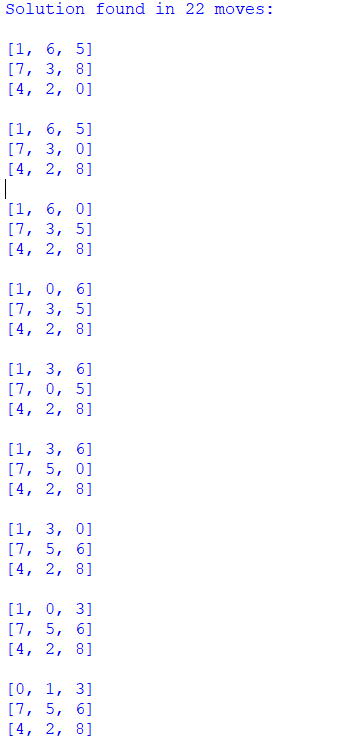 Solution found in 22 moves:
[1, 6, 5]
[7, 3, 8]
[4, 2, 0]
[1, 6, 5]
[7, 3, 0]
[4, 2, 8]
[1, 6, 0]
[7, 3, 5]
[4, 2, 8]
[1, 0, 6]
[7, 3, 5]
[4, 2, 8]
[1, 3, 6]
[7, 0, 5]
[4, 2, 8]
[1, 3, 6]
[7, 5, 0]
[4, 2, 8]
[1, 3, 0]
[7, 5, 6]
[4, 2, 8]
[1, 0, 3]
[7, 5, 6]
[4, 2, 8]
[0, 1, 3]
[7, 5, 6]
[4, 2, 8]